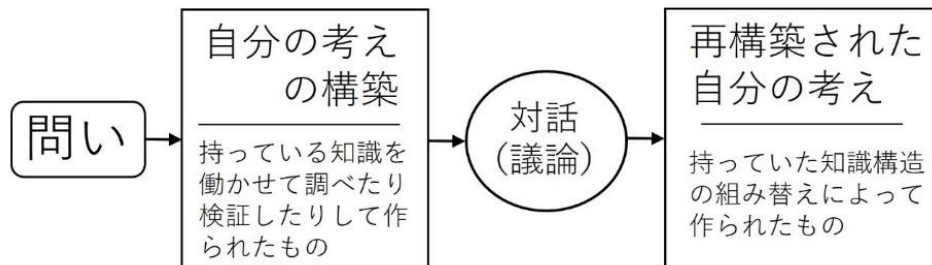 問い
自分の考え
の構築
持っている知識を
働かせて調べたり
検証したりして作
られたもの
対話
(議論)
再構築された
自分の考え
持っていた知識構造
の組み替えによって
作られたもの